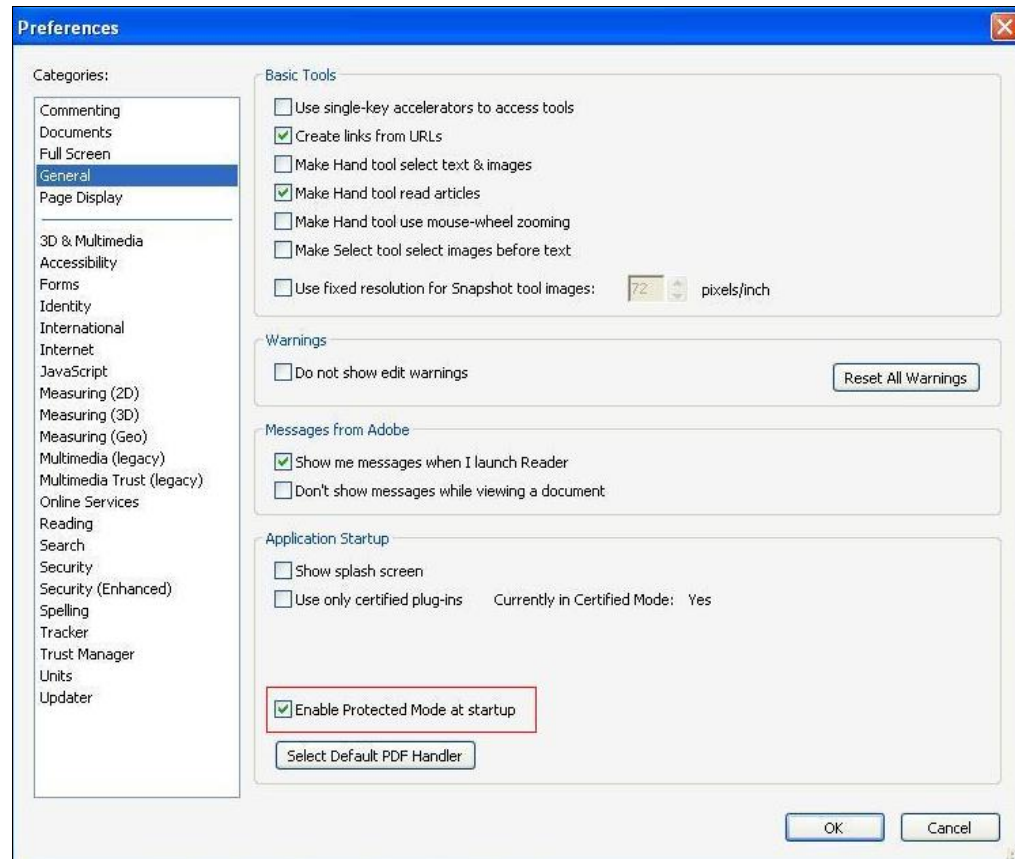 Preferences
Categories:
Commenting
Documents
Full Screen
General
Page Display
3D & Multimedia
Accessibility
Forms
Identity
International
Internet
JavaScript
Measuring (2D)
Measuring (3D)
Measuring (Geo)
Multimedia (legacy)
Multimedia Trust (legacy)
Online Services
Reading
Search
Security
Security (Enhanced)
Spelling
Tracker
Trust Manager
Units
Updater
Basic Tools
Use single-key accelerators to access tools
Create links from URLs
Make Hand tool select text & images
Make Hand tool read articles
Make Hand tool use mouse-wheel zooming
Make Select tool select images before text
Use fixed resolution for Snapshot tool images: 72 pixels/inch
Warnings
Do not show edit warnings
Reset All Warnings
Messages from Adobe
Show me messages when I launch Reader
Don't show messages while viewing a document
Application Startup
Show splash screen
Use only certified plug-ins Currently in Certified Mode: Yes
Enable Protected Mode at startup
Select Default PDF Handler
OK Cancel